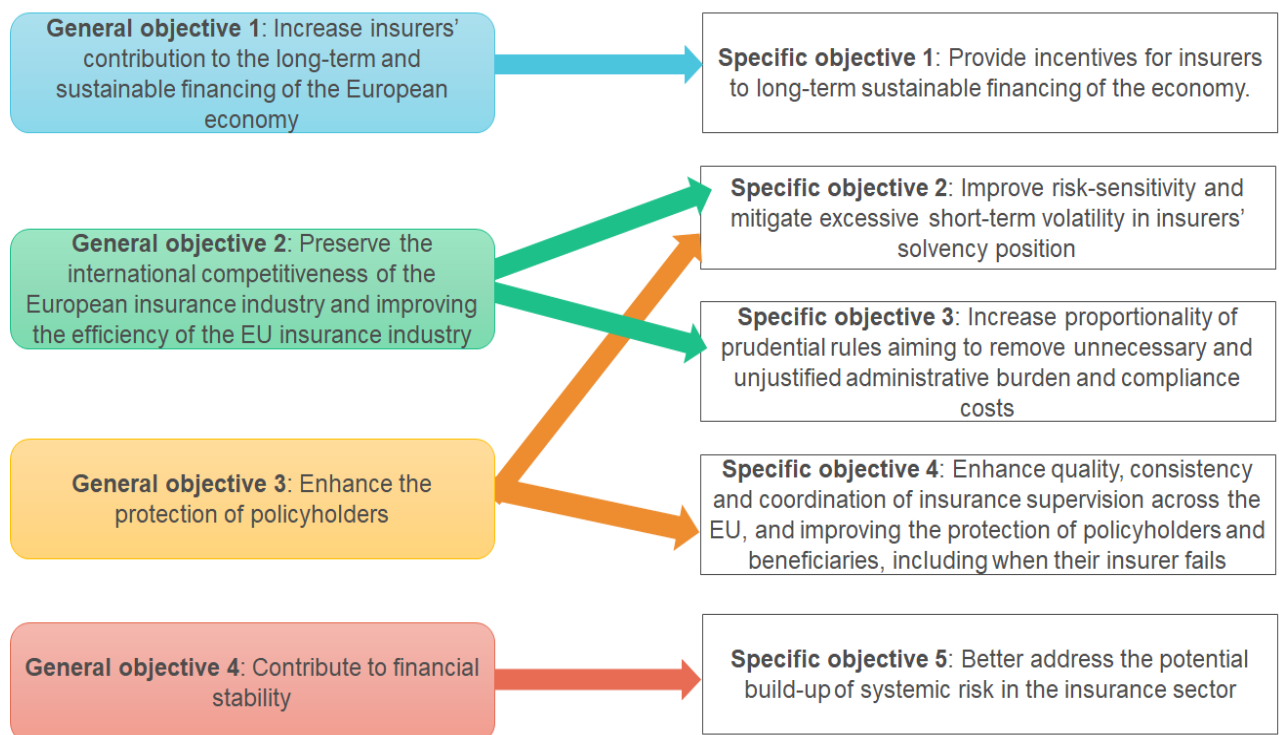 General objective 1: Increase insurers’
contribution to the long-term and
sustainable financing of the European
economy
Specific objective 1: Provide incentives for insurers
to long-term sustainable financing of the economy.
General objective 2: Preserve the
international competitiveness of the
European insurance industry and improving
the efficiency of the EU insurance industry
Specific objective 2: Improve risk-sensitivity and
mitigate excessive short-term volatility in insurers’
solvency position
Specific objective 3: Increase proportionality of
prudential rules aiming to remove unnecessary and
unjustified administrative burden and compliance
costs
General objective 3: Enhance the
protection of policyholders
Specific objective 4: Enhance quality, consistency
and coordination of insurance supervision across the
EU, and improving the protection of policyholders and
beneficiaries, including when their insurer fails
General objective 4: Contribute to financial
stability
Specific objective 5: Better address the potential
build-up of systemic risk in the insurance sector